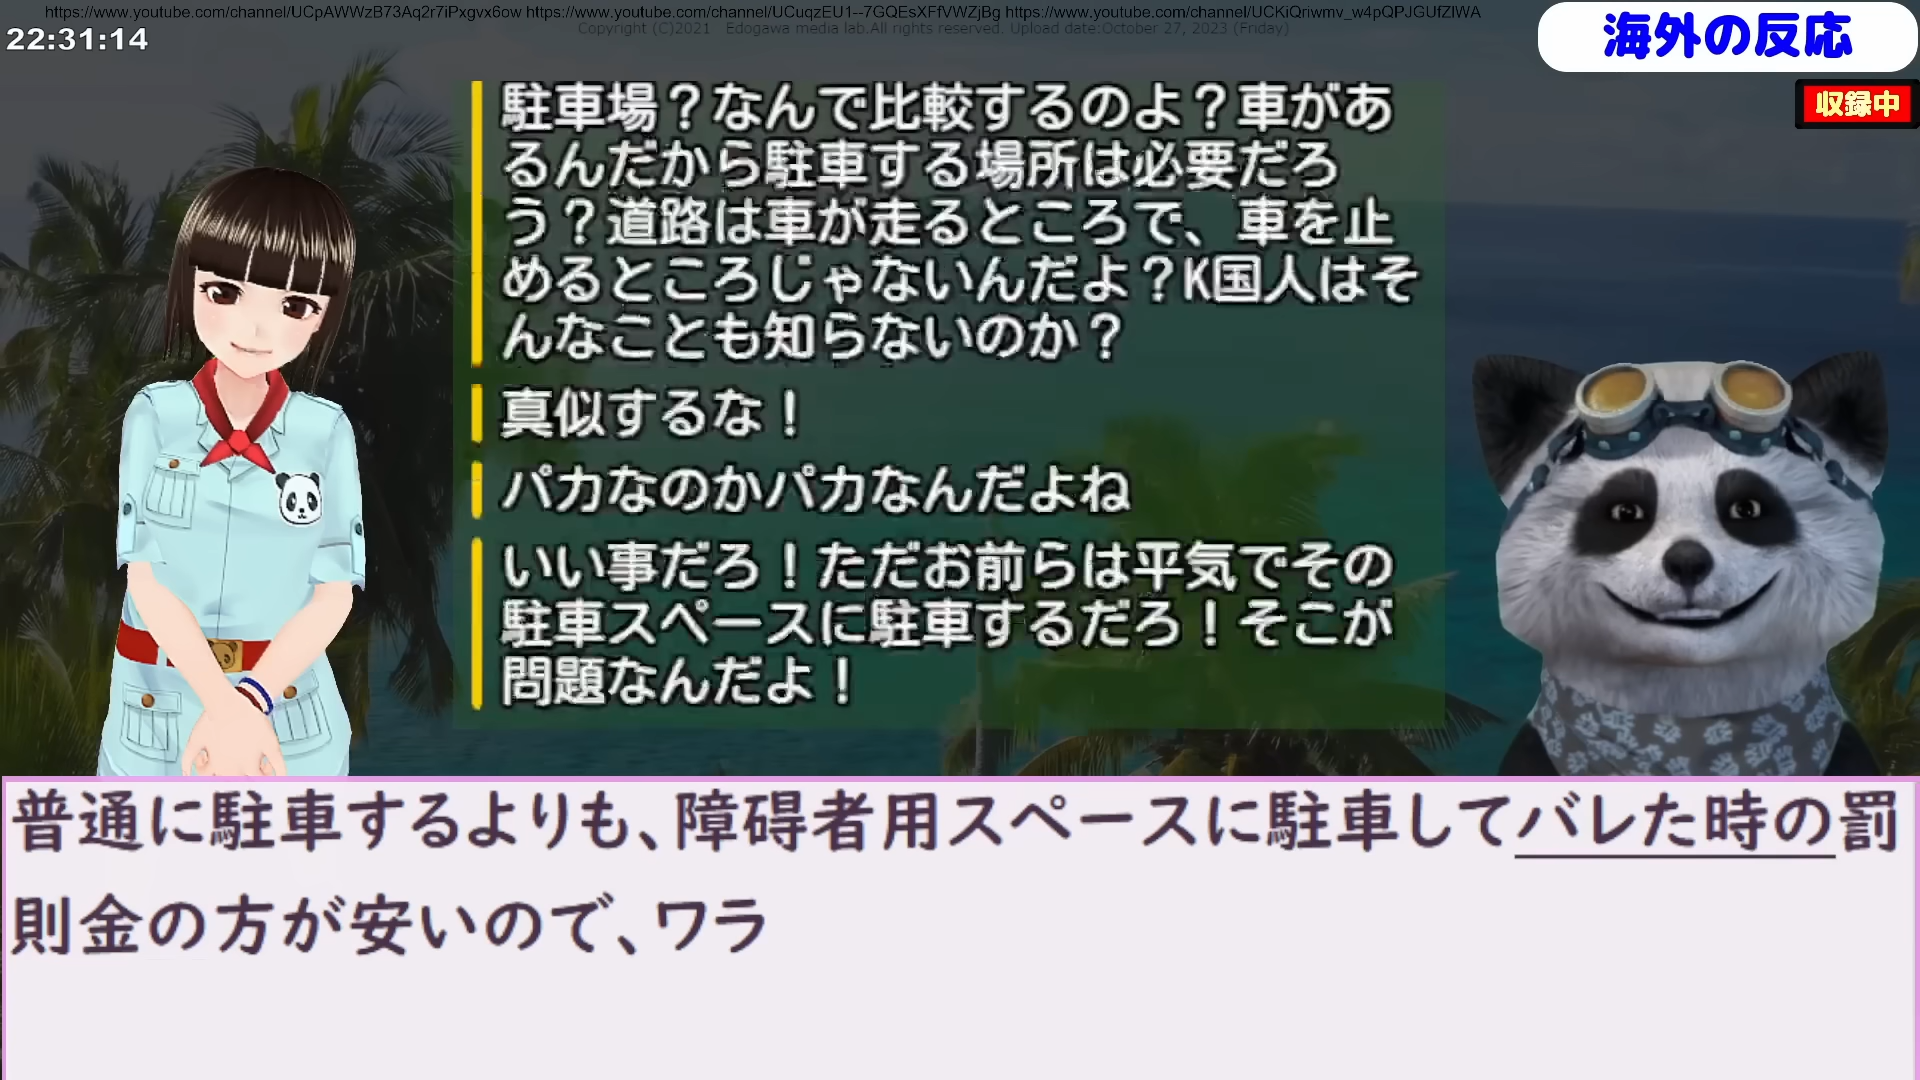 https://www.youtube.com/channel/UCpAWWzB73Aq2r7iPxgvx6ow https://www.youtube.com/channel/UCuqzEU1--7GQEsXFfVWZjBg https://www.youtube.com/channel/UCKiQriwmv_w4pQPJGUfZlWA
Copyright (C)2021 Edogawa media lab.All rights reserved. Upload date:October 27, 2023 (Friday)
22:31:14
海外の反応
収録中
駐車場？なんで比較するのよ？車があ
るんだから駐車する場所は必要だろ
う？道路は車が走るところで、車を止
めるところじゃないんだよ？K国人はそ
んなことも知らないのか？
真似するな！
パカなのかパカなんだよね
いい事だろ！ただお前らは平気でその
駐車スペースに駐車するだろ！そこが
問題なんだよ！
普通に駐車するよりも、障碍者用スペースに駐車してバレた時の罰
則金の方が安いので、ワラ